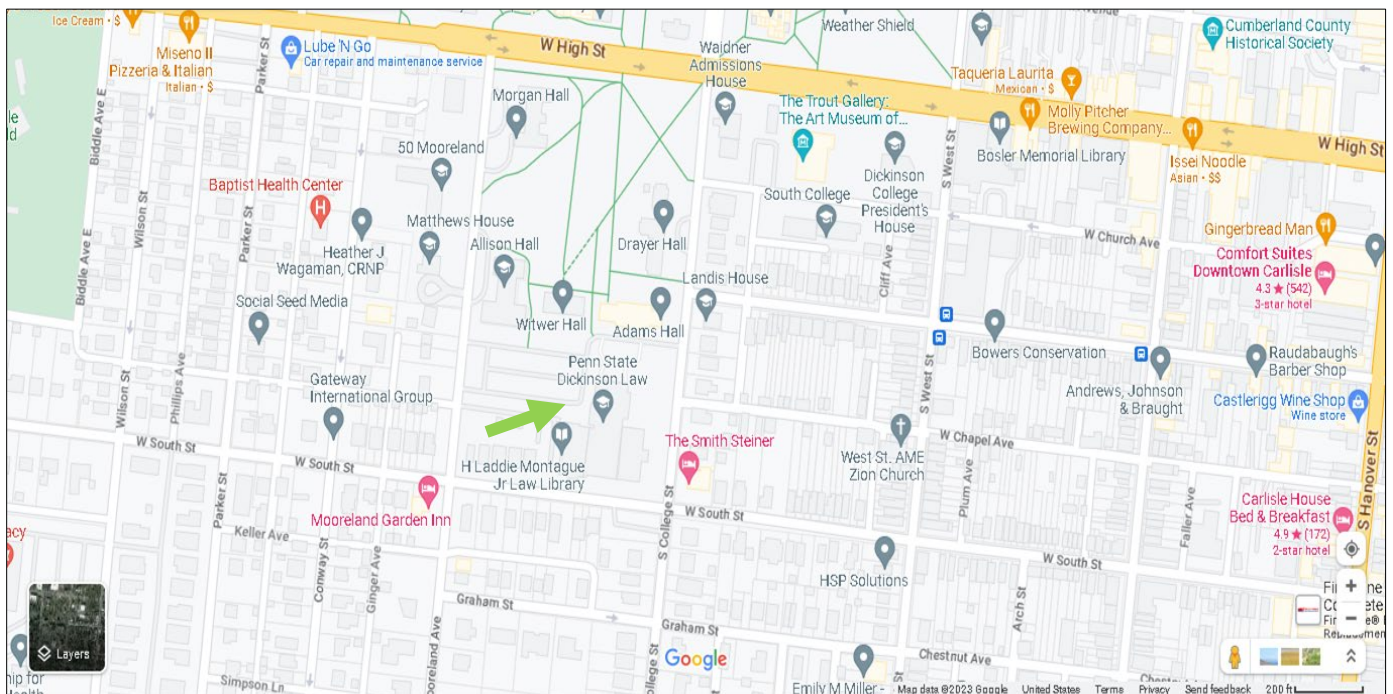 Ice Cream · $
Miseno II
Pizzeria & Italian
Italian · $
Parker St
Lube 'N Go
Car repair and maintenance service
W High St
Waidner
Admissions
House
Weather Shield
Cumberland County
Historical Society
Taqueria Laurita
Mexican · $
Molly Pitcher
Brewing Company...
Biddle Ave E
Morgan Hall
The Trout Gallery:
The Art Museum of...
50 Mooreland
Bosler Memorial Library
Issei Noodle
Asian · $$
W High St
S West St
Baptist Health Center
South College
Dickinson
College
President's
House
Wilson St
Parker St
Heather J
Wagaman, CRNP
Matthews House
Allison Hall
Drayer Hall
W Church Ave
Gingerbread Man
Comfort Suites
Downtown Carlisle
4.3 ★ (542)
3-star hotel
Biddle Ave E
Landis House
Cliff Ave
Social Seed Media
Witwer Hall
Adams Hall
Bowers Conservation
Raudabaugh's
Barber Shop
Penn State
Dickinson Law
Phillips Ave
Wilson St
Gateway
International Group
S West St
Andrews, Johnson
& Braught
Castlerigg Wine Shop
Wine store
W South St
W South St
H Laddie Montague
Jr Law Library
The Smith Steiner
West St. AME
Zion Church
W Chapel Ave
Plum Ave
Faller Ave
S Hanover St
Parker St
Mooreland Garden Inn
S College St
W South St
Carlisle House
Bed & Breakfast
4.9 ★ (172)
2-star hotel
acy
Keller Ave
Conway St
Ginger Ave
W South St
HSP Solutions
Graham St
Arch St
Layers
ooreland Ave
Graham St
ollege St
Google
Chestnut Ave
Simpson Ln
Emily M Miller -
Map data ©2023 Google
United States
Terms
Privacy
Send feedback
200 ft